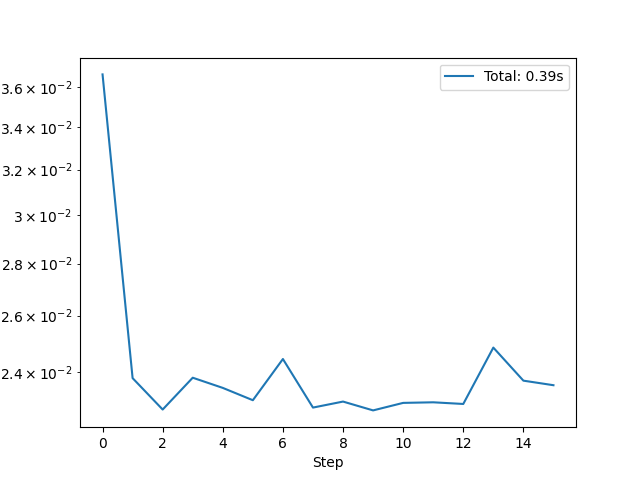 Total: 0.39s
3.6 × 10⁻²
3.4 × 10⁻²
3.2 × 10⁻²
3 × 10⁻²
2.8 × 10⁻²
2.6 × 10⁻²
2.4 × 10⁻²
0 2 4 6 8 10 12 14
Step